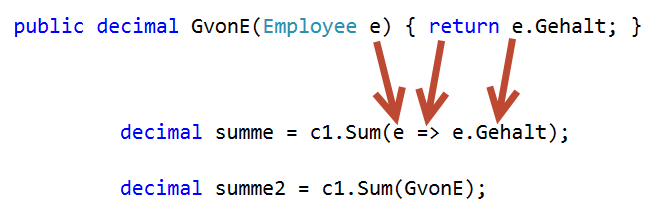 public decimal GvonE(Employee e) { return e.Gehalt; }
decimal summe = c1.Sum(e => e.Gehalt);
decimal summe2 = c1.Sum(GvonE);